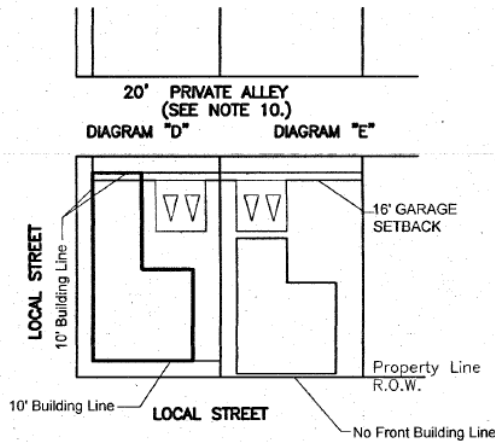 20' PRIVATE ALLEY
(SEE NOTE 10.)
DIAGRAM "D"
DIAGRAM "E"
16' GARAGE
SETBACK
LOCAL STREET
10' Building Line
Property Line
R.O.W.
10' Building Line
LOCAL STREET
No Front Building Line